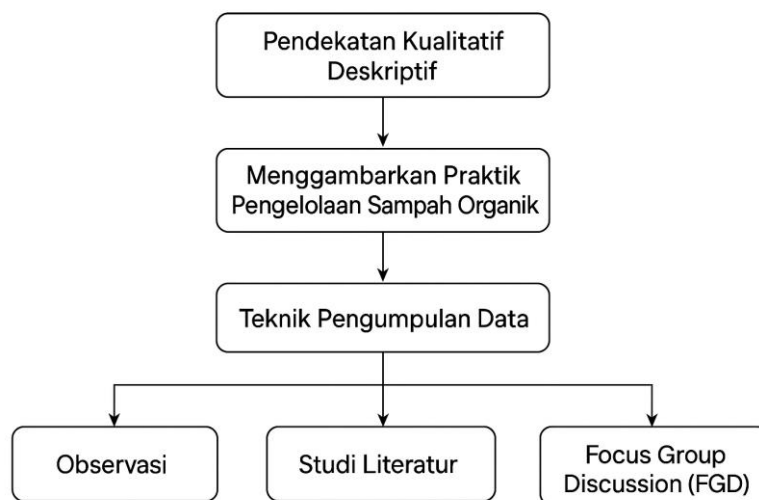 Pendekatan Kualitatif
Deskriptif
Menggambarkan Praktik
Pengelolaan Sampah Organik
Teknik Pengumpulan Data
Observasi
Studi Literatur
Focus Group
Discussion (FGD)